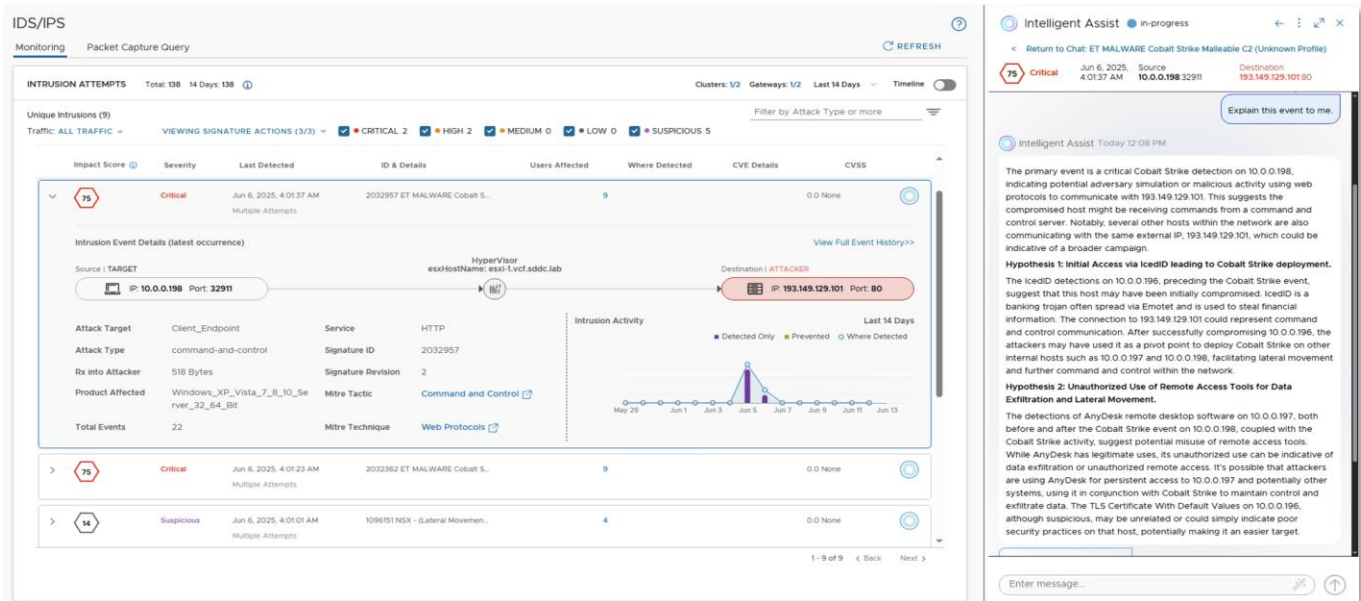 IDS/IPS
Monitoring Packet Capture Query
REFRESH
INTRUSION ATTEMPTS Total: 138 14 Days: 138
Clusters: 1/2 Gateways: 1/2 Last 14 Days Timeline
Unique Intrusions (9)
Filter by Attack Type or more
Traffic: ALL TRAFFIC VIEWING SIGNATURE ACTIONS (3/3) CRITICAL 2 HIGH 2 MEDIUM 0 LOW 0 SUSPICIOUS 5
Impact Score Severity Last Detected ID & Details Users Affected Where Detected CVE Details CVSS
75 Critical Jun 6, 2025, 4:01:37 AM 2032957 ET MALWARE Cobalt S... 9 0.0 None
Multiple Attempts
Intrusion Event Details (latest occurrence)
View Full Event History>>
HyperVisor
Source | TARGET
esxHostName: esxi-1.vcf.sddc.lab
Destination | ATTACKER
IP: 10.0.0.198 Port: 32911
IP: 193.149.129.101 Port: 80
Attack Target Client_Endpoint Service HTTP
Attack Type command-and-control Signature ID 2032957
Rx into Attacker 518 Bytes Signature Revision 2
Product Affected Windows_XP_Vista_7_8_10_Se
rver_32_64_Bit
Mitre Tactic Command and Control
Total Events 22 Mitre Technique Web Protocols
Intrusion Activity Last 14 Days
Detected Only Prevented Where Detected
May 29 Jun 1 Jun 3 Jun 5 Jun 7 Jun 9 Jun 11 Jun 13
75 Critical Jun 6, 2025, 4:01:23 AM 2032362 ET MALWARE Cobalt S... 9 0.0 None
Multiple Attempts
14 Suspicious Jun 6, 2025, 4:01:01 AM 1096151 NSX - (Lateral Movemen... 4 0.0 None
Multiple Attempts
1 - 9 of 9 < Back Next >
Intelligent Assist in-progress
< Return to Chat: ET MALWARE Cobalt Strike Malleable C2 (Unknown Profile)
75 Critical
Jun 6, 2025,
4:01:37 AM
Source
10.0.0.198:32911
Destination
193.149.129.101:80
Explain this event to me.
Intelligent Assist Today 12:08 PM
The primary event is a critical Cobalt Strike detection on 10.0.0.198,
indicating potential adversary simulation or malicious activity using web
protocols to communicate with 193.149.129.101. This suggests the
compromised host might be receiving commands from a command and
control server. Notably, several other hosts within the network are also
communicating with the same external IP, 193.149.129.101, which could be
indicative of a broader campaign.
Hypothesis 1: Initial Access via IcedID leading to Cobalt Strike deployment.
The IcedID detections on 10.0.0.196, preceding the Cobalt Strike event,
suggest that this host may have been initially compromised. IcedID is a
banking trojan often spread via Emotet and is used to steal financial
information. The connection to 193.149.129.101 could represent command
and control communication. After successfully compromising 10.0.0.196, the
attackers may have used it as a pivot point to deploy Cobalt Strike on other
internal hosts such as 10.0.0.197 and 10.0.0.198, facilitating lateral movement
and further command and control within the network.
Hypothesis 2: Unauthorized Use of Remote Access Tools for Data
Exfiltration and Lateral Movement.
The detections of AnyDesk remote desktop software on 10.0.0.197, both
before and after the Cobalt Strike event on 10.0.0.198, coupled with the
Cobalt Strike activity, suggest potential misuse of remote access tools.
While AnyDesk has legitimate uses, its unauthorized use can be indicative of
data exfiltration or unauthorized remote access. It's possible that attackers
are using AnyDesk for persistent access to 10.0.0.197 and potentially other
systems, using it in conjunction with Cobalt Strike to maintain control and
exfiltrate data. The TLS Certificate With Default Values on 10.0.0.196,
although suspicious, may be unrelated or could simply indicate poor
security practices on that host, potentially making it an easier target.
Enter message...